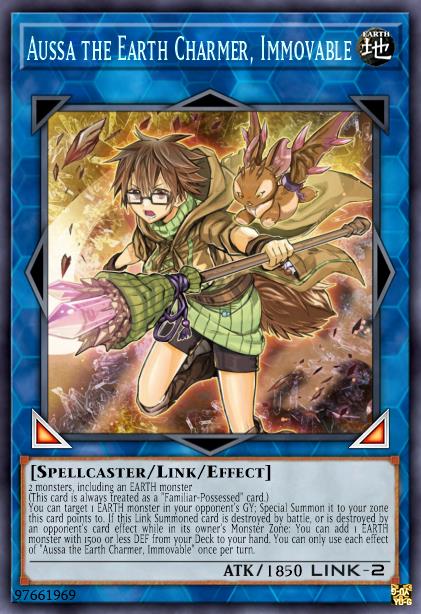 Aussa the Earth Charmer, Immovable
EARTH
地
[Spellcaster/Link/Effect]
2 monsters, including an EARTH monster
(This card is always treated as a "Familiar-Possessed" card.)
You can target 1 EARTH monster in your opponent's GY; Special Summon it to your zone
this card points to. If this Link Summoned card is destroyed by battle, or is destroyed by
an opponent's card effect while in its owner's Monster Zone: You can add 1 EARTH
monster with 1500 or less DEF from your Deck to your hand. You can only use each effect
of "Aussa the Earth Charmer, Immovable" once per turn.
ATK/1850 LINK-2
97661969